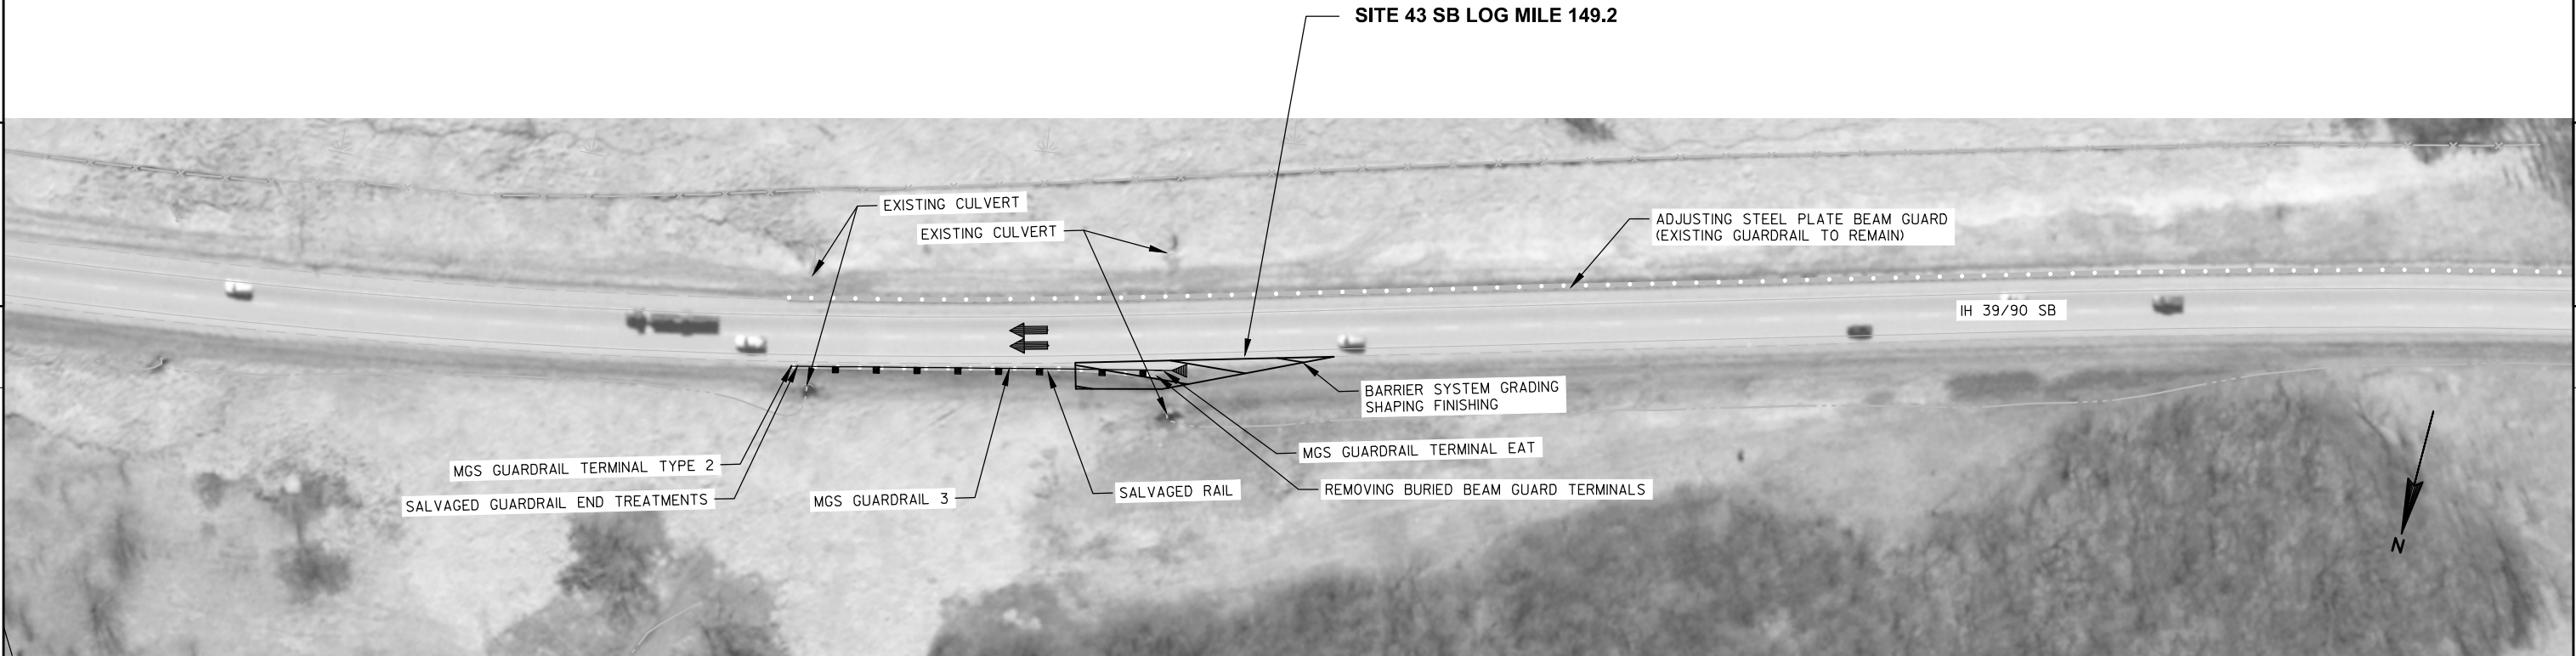 SITE 43 SB LOG MILE 149.2
EXISTING CULVERT
EXISTING CULVERT
ADJUSTING STEEL PLATE BEAM GUARD
(EXISTING GUARDRAIL TO REMAIN)
IH 39/90 SB
BARRIER SYSTEM GRADING
SHAPING FINISHING
MGS GUARDRAIL TERMINAL EAT
MGS GUARDRAIL TERMINAL TYPE 2
SALVAGED GUARDRAIL END TREATMENTS
MGS GUARDRAIL 3
SALVAGED RAIL
REMOVING BURIED BEAM GUARD TERMINALS
N